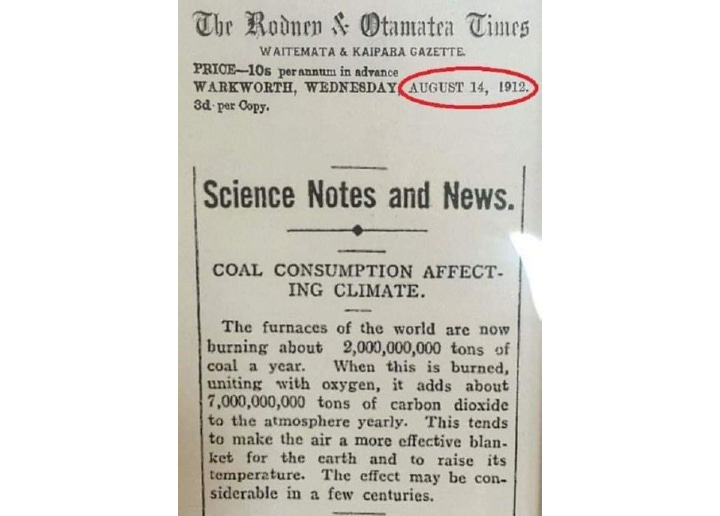 The Rodney & Otamatea Times
WAITEMATA & KAIPARA GAZETTE.
PRICE—10s per annum in advance
WARKWORTH, WEDNESDAY, AUGUST 14, 1912.
3d per Copy.
Science Notes and News.
COAL CONSUMPTION AFFECT-
ING CLIMATE.
The furnaces of the world are now
burning about 2,000,000,000 tons of
coal a year. When this is burned,
uniting with oxygen, it adds about
7,000,000,000 tons of carbon dioxide
to the atmosphere yearly. This tends
to make the air a more effective blan-
ket for the earth and to raise its
temperature. The effect may be con-
siderable in a few centuries.